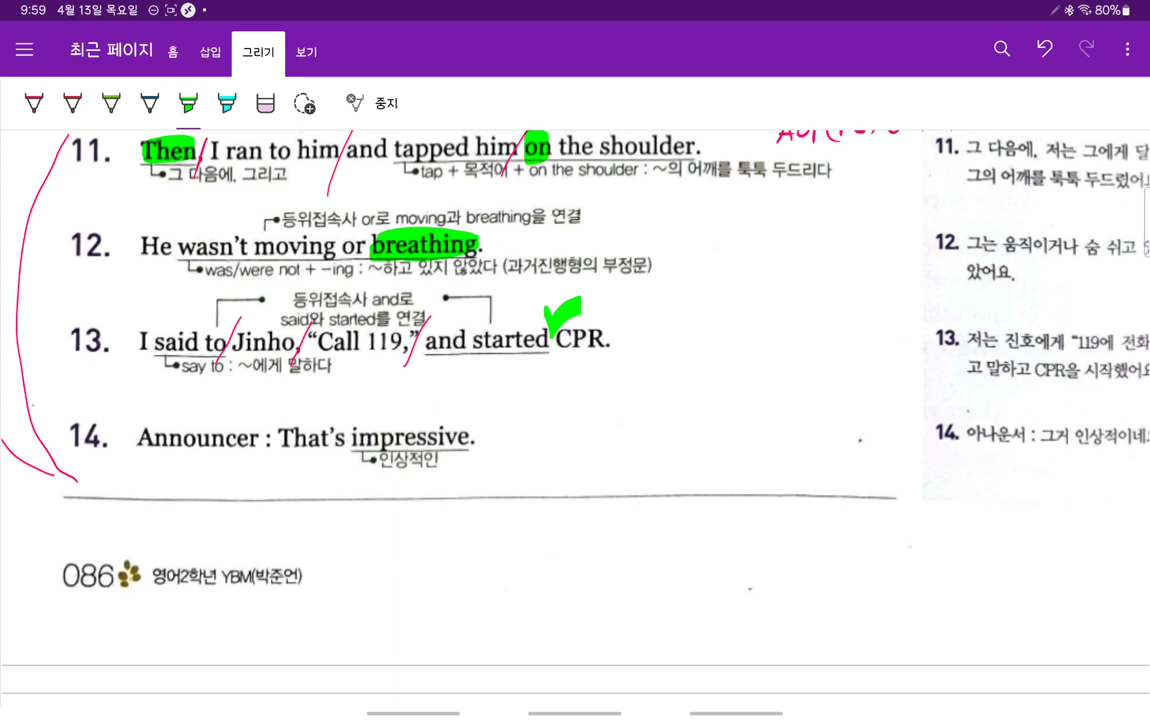 9:59 4월 13일 목요일 80%
최근 페이지 홈 삽입 그리기 보기
중지
11. Then, I ran to him and tapped him on the shoulder.
그 다음에, 그리고
tap + 목적어 + on the shoulder : ~의 어깨를 툭툭 두드리다
등위접속사 or로 moving과 breathing을 연결
12. He wasn't moving or breathing.
was/were not + -ing : ~하고 있지 않았다 (과거진행형의 부정문)
등위접속사 and로
said와 started를 연결
13. I said to Jinho, “Call 119,” and started CPR.
say to : ~에게 말하다
14. Announcer : That's impressive.
인상적인
086 영어2학년 YBM(박준언)
11. 그 다음에, 저는 그에게 달
그의 어깨를 툭툭 두드렸어
12. 그는 움직이거나 숨 쉬고
았어요.
13. 저는 진호에게 “119에 전화
고 말하고 CPR을 시작했어
14. 아나운서 : 그거 인상적이네